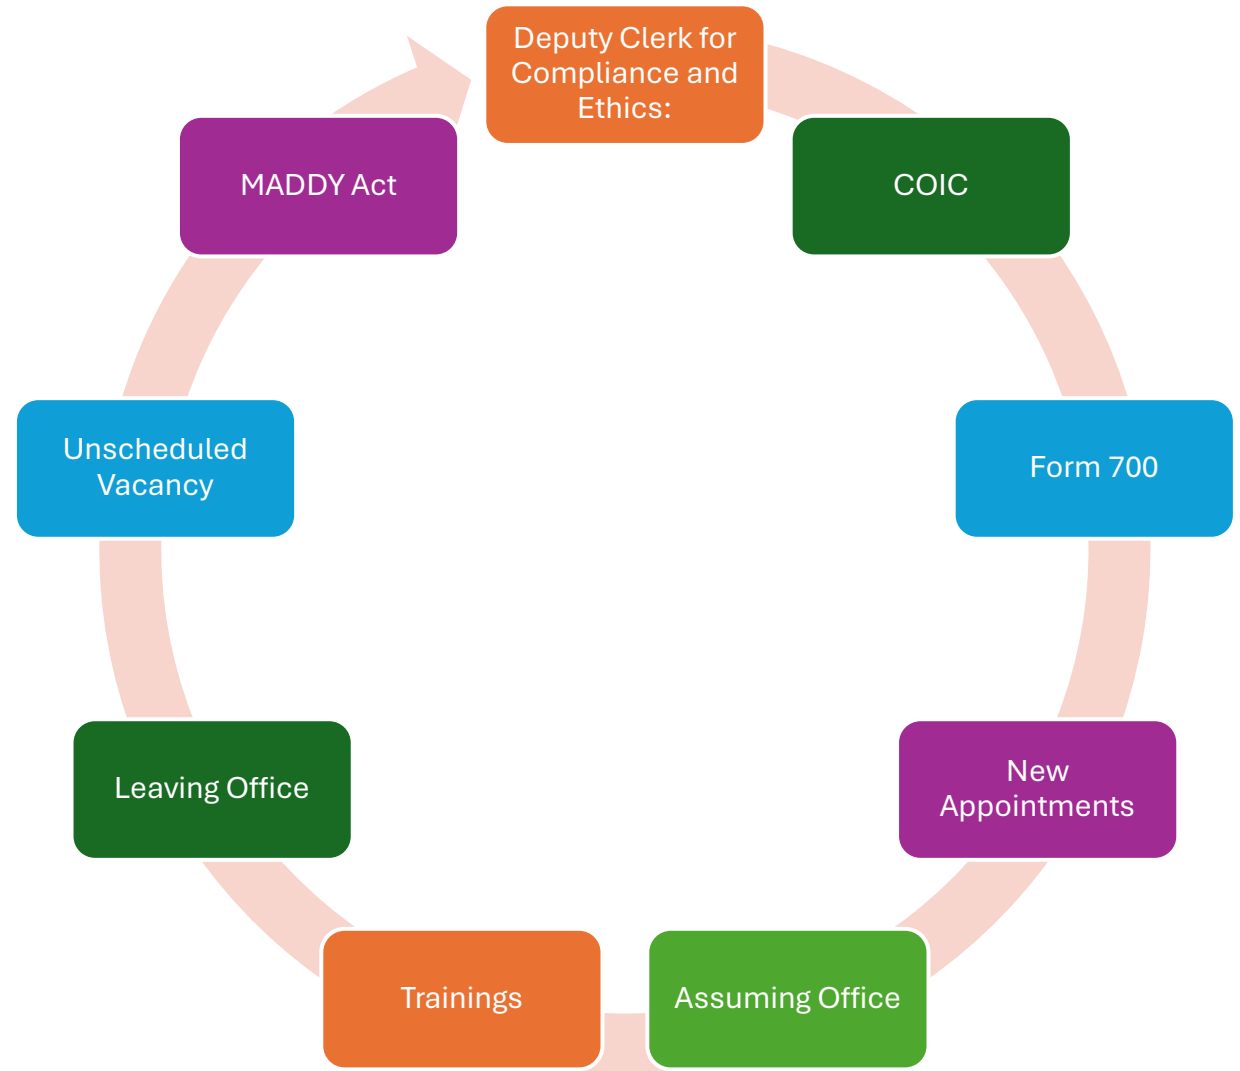 Deputy Clerk for
Compliance and
Ethics:
COIC
Form 700
New
Appointments
Assuming Office
Trainings
Leaving Office
Unscheduled
Vacancy
MADDY Act